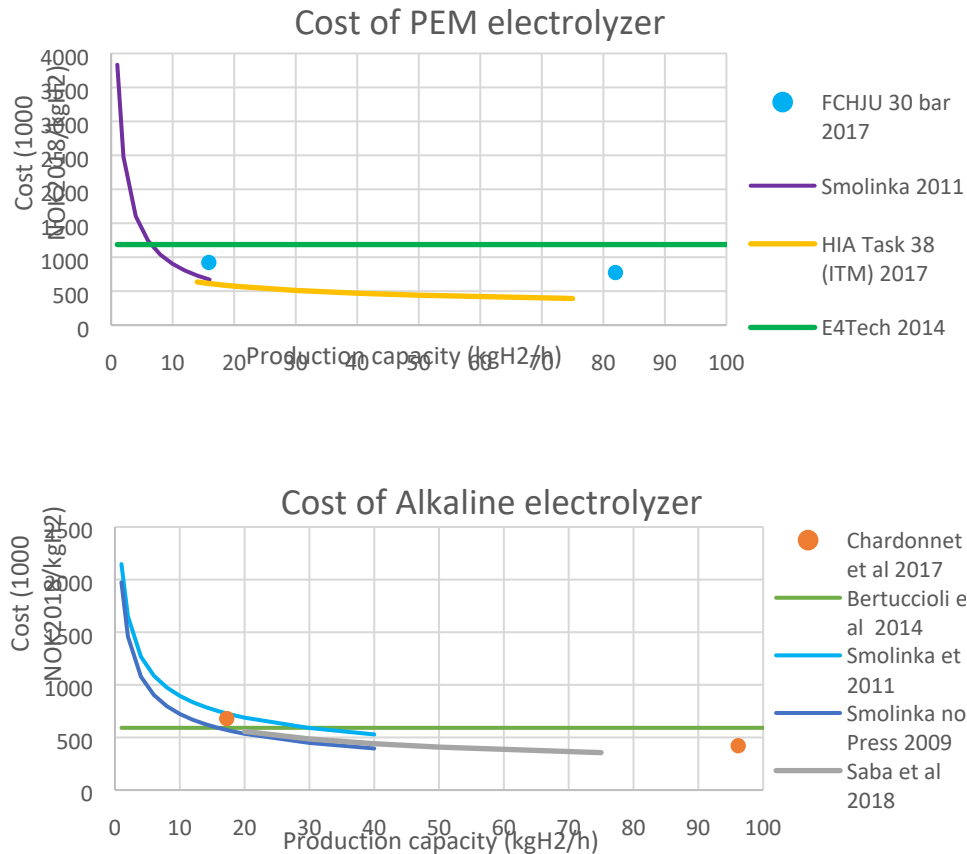 Cost of PEM electrolyzer
Cost (1000
NOK2018/kgH2)
4000
3500
3000
2500
2000
1500
1000
500
0
0 10 20 30 40 50 60 70 80 90 100
Production capacity (kgH2/h)
FCHJU 30 bar
2017
Smolinka 2011
HIA Task 38
(ITM) 2017
E4Tech 2014
Cost of Alkaline electrolyzer
Cost (1000
NOK2018/kgH2)
2500
2000
1500
1000
500
0
0 10 20 30 40 50 60 70 80 90 100
Production capacity (kgH2/h)
Chardonnet
et al 2017
Bertuccioli e
al 2014
Smolinka et
2011
Smolinka no
Press 2009
Saba et al
2018